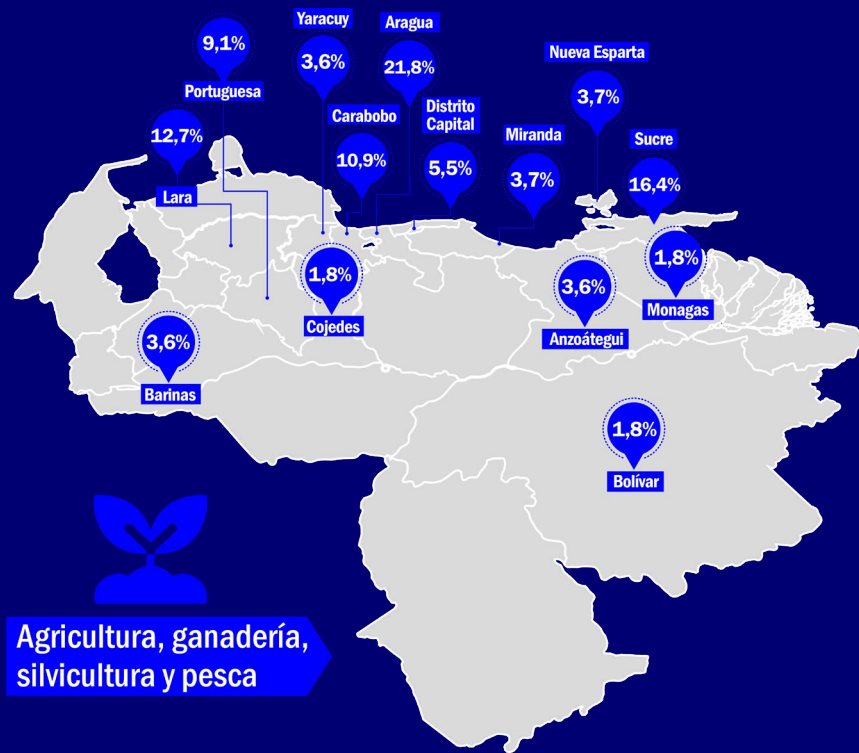 Yaracuy
3,6%
Aragua
21,8%
9,1%
Portuguesa
Nueva Esparta
3,7%
Carabobo
10,9%
Distrito
Capital
5,5%
Miranda
3,7%
Sucre
16,4%
12,7%
Lara
1,8%
Cojedes
3,6%
Anzoátegui
1,8%
Monagas
3,6%
Barinas
1,8%
Bolívar
Agricultura, ganadería,
silvicultura y pesca